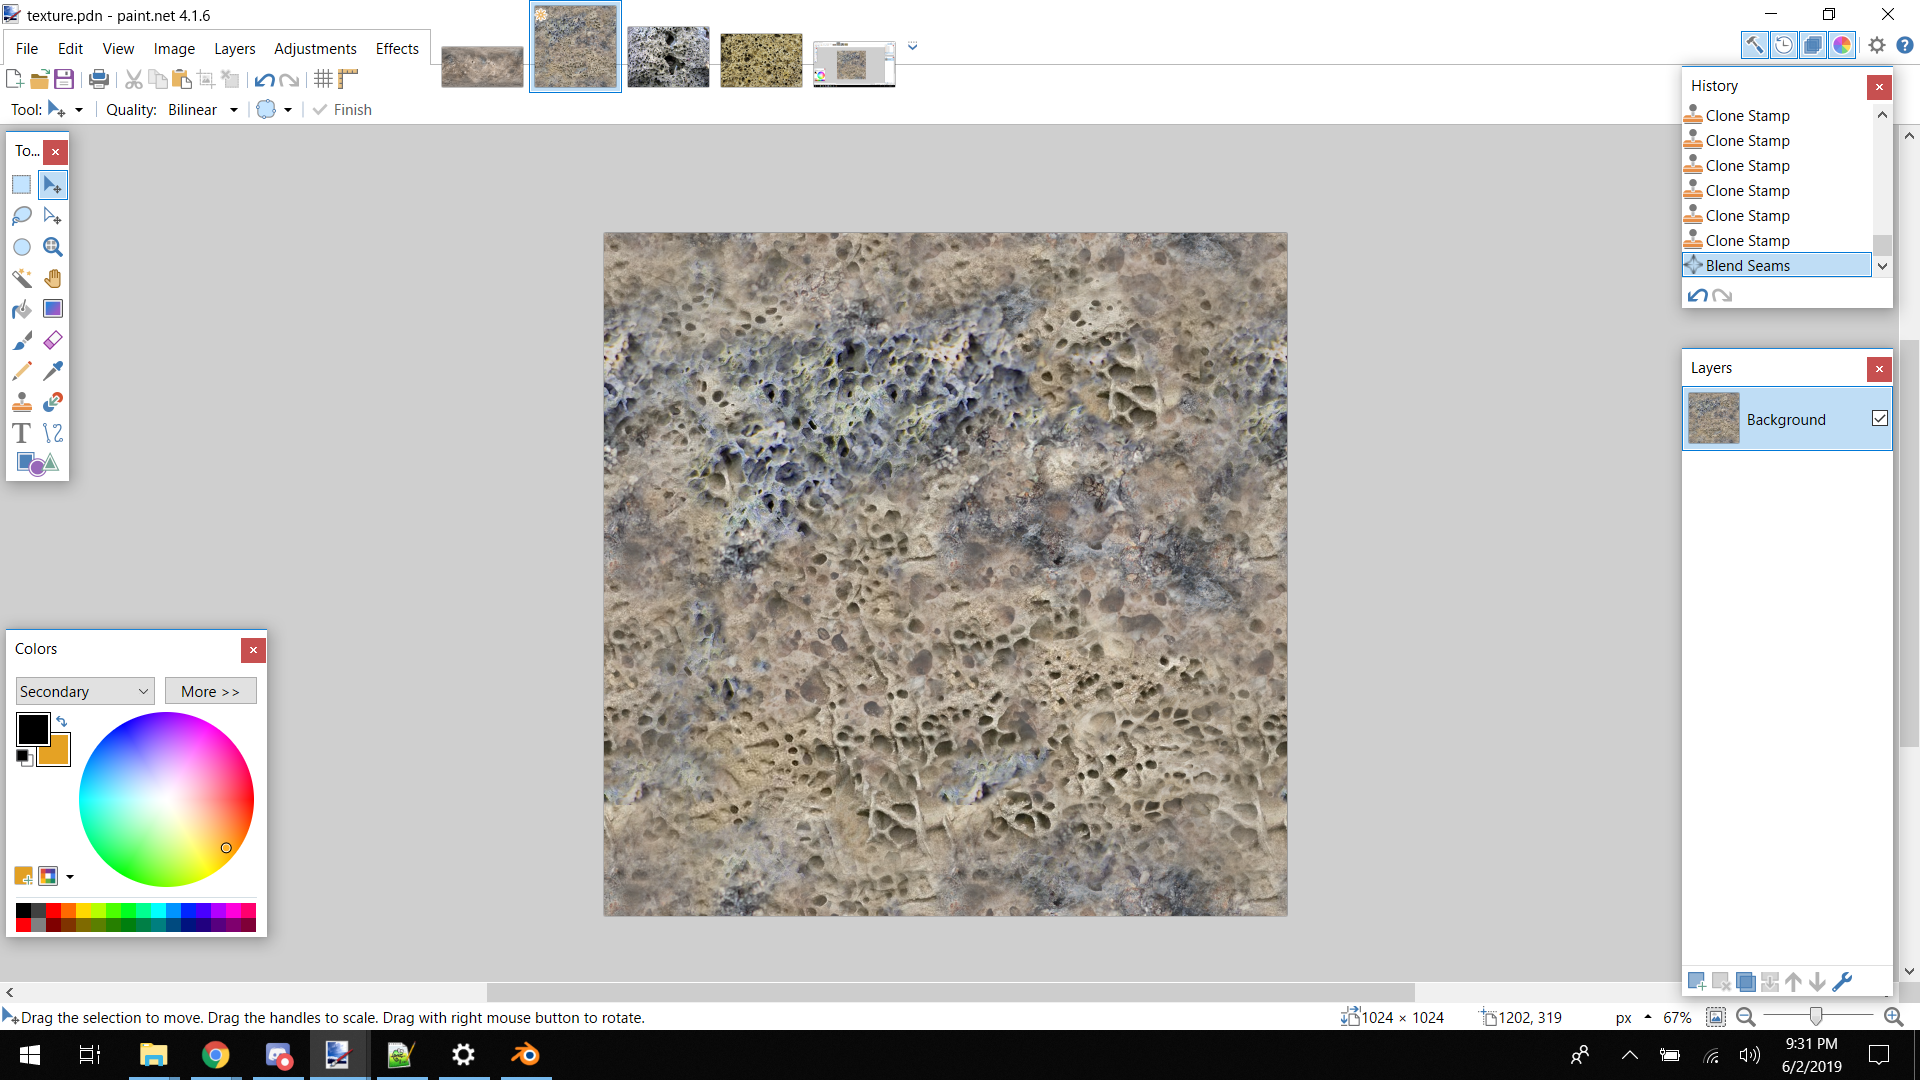 texture.pdn - paint.net 4.1.6
File Edit View Image Layers Adjustments Effects
Tool: Quality: Bilinear Finish
To...
History
Clone Stamp
Clone Stamp
Clone Stamp
Clone Stamp
Clone Stamp
Clone Stamp
Blend Seams
Layers
Background
Colors
Secondary More >>
Drag the selection to move. Drag the handles to scale. Drag with right mouse button to rotate. 1024 × 1024 1202, 319 px 67%
9:31 PM
6/2/2019